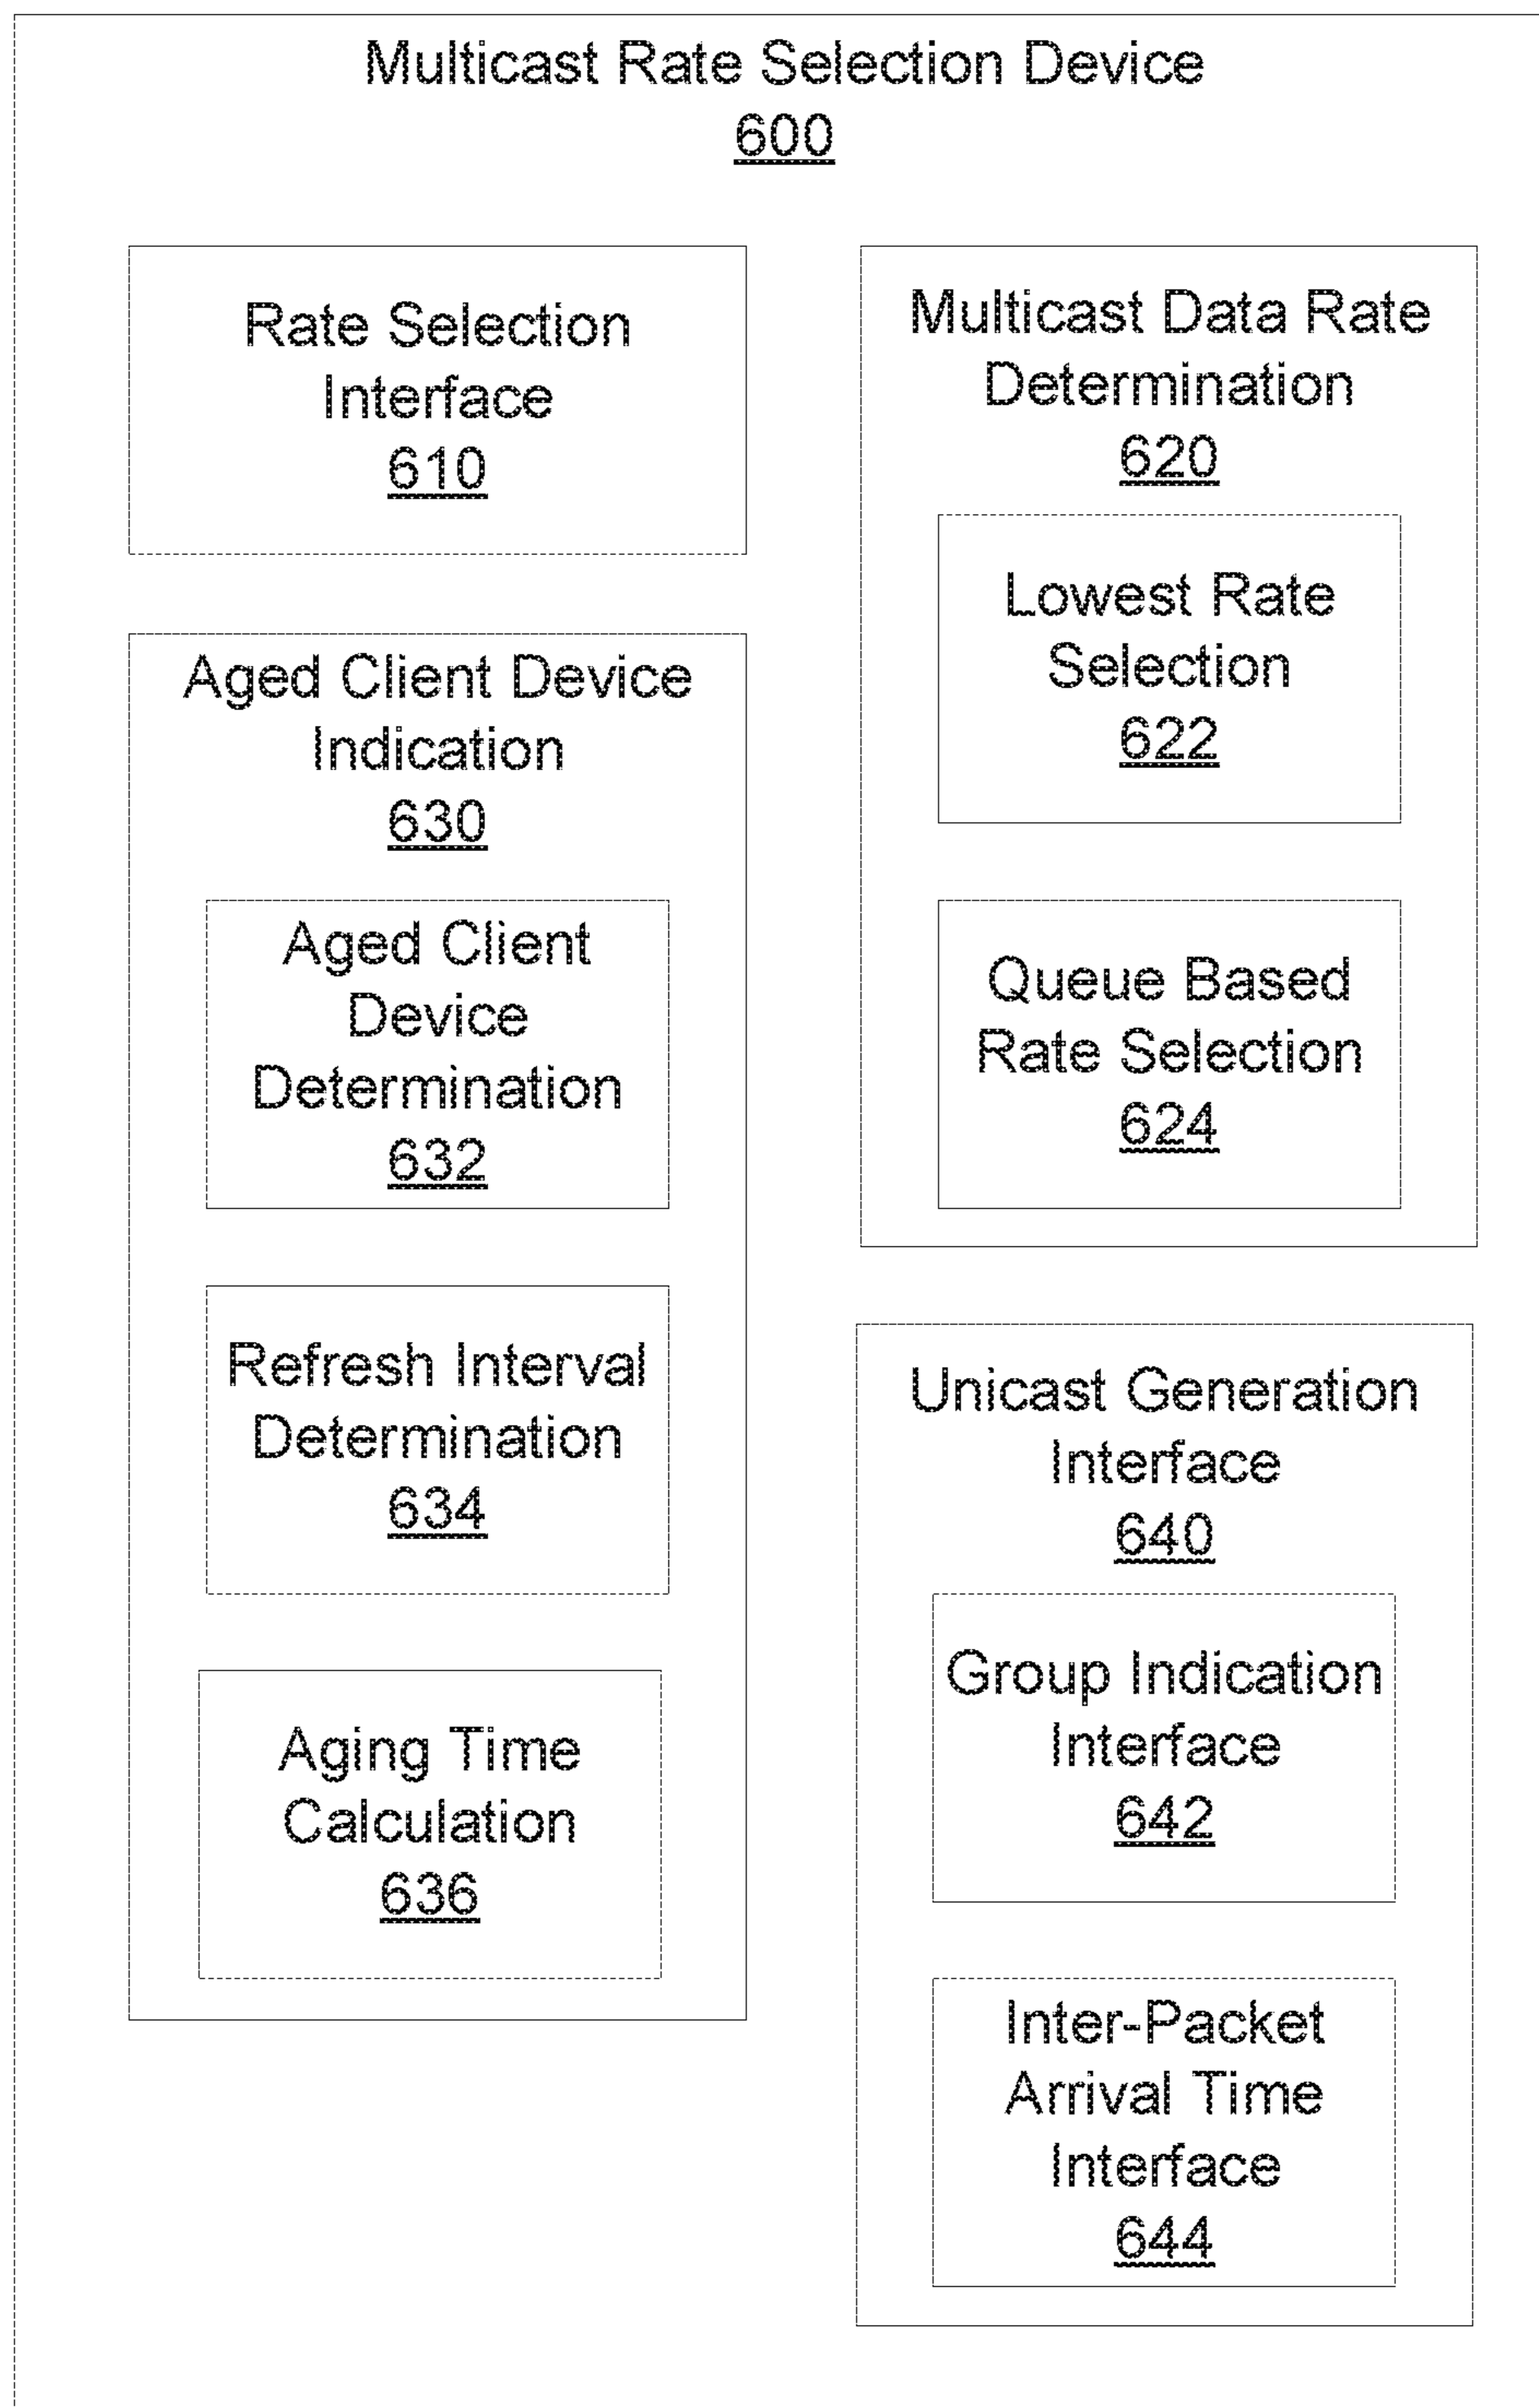 Multicast Rate Selection Device
600
Rate Selection
Interface
610
Aged Client Device
Indication
630
Aged Client
Device
Determination
632
Refresh Interval
Determination
634
Aging Time
Calculation
636
Multicast Data Rate
Determination
620
Lowest Rate
Selection
622
Queue Based
Rate Selection
624
Unicast Generation
Interface
640
Group Indication
Interface
642
Inter-Packet
Arrival Time
Interface
644